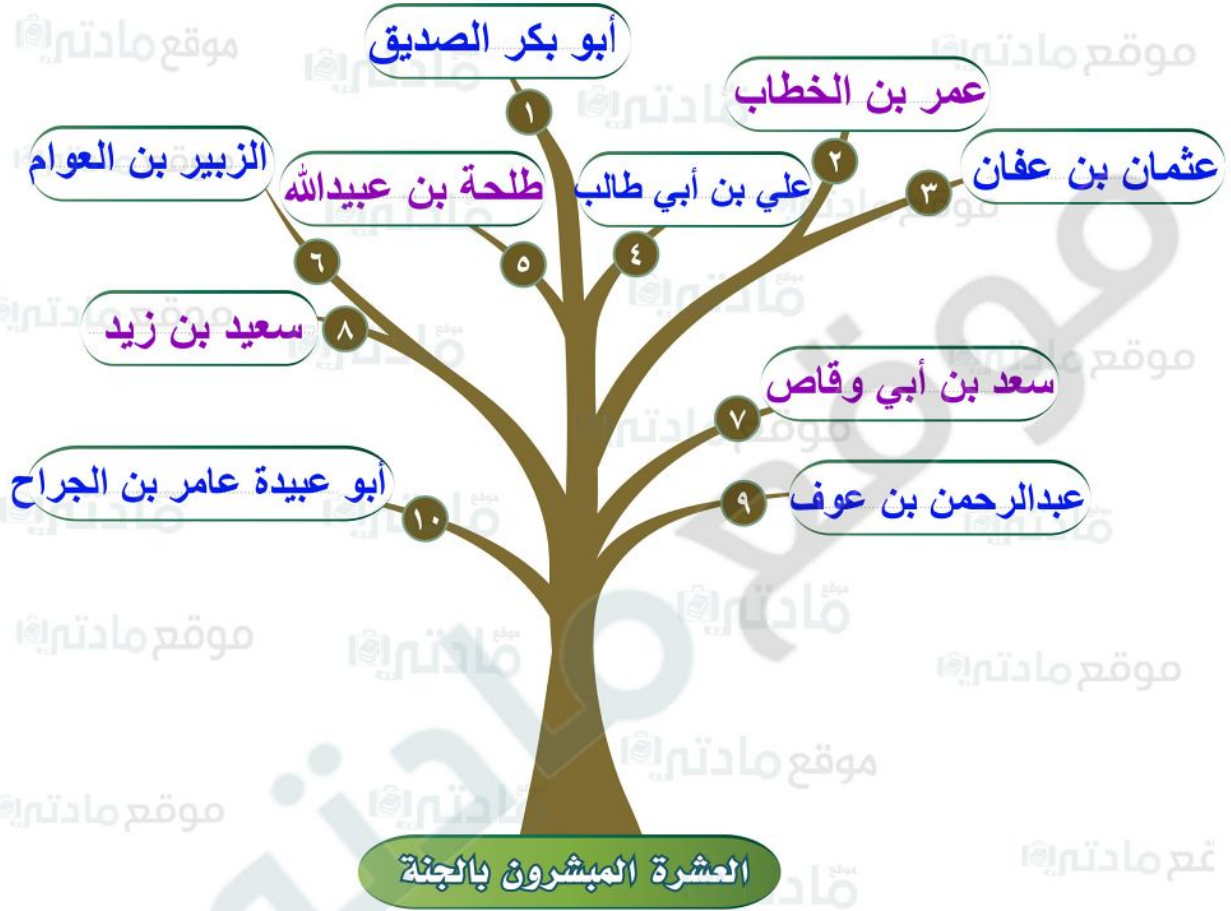 أبو بكر الصديق
١
عمر بن الخطاب
٢
عثمان بن عفان
٣
علي بن أبي طالب
٤
طلحة بن عبيدالله
٥
الزبير بن العوام
٦
سعد بن أبي وقاص
٧
سعيد بن زيد
٨
عبدالرحمن بن عوف
٩
أبو عبيدة عامر بن الجراح
١٠
العشرة المبشرون بالجنة
موقع مادتي